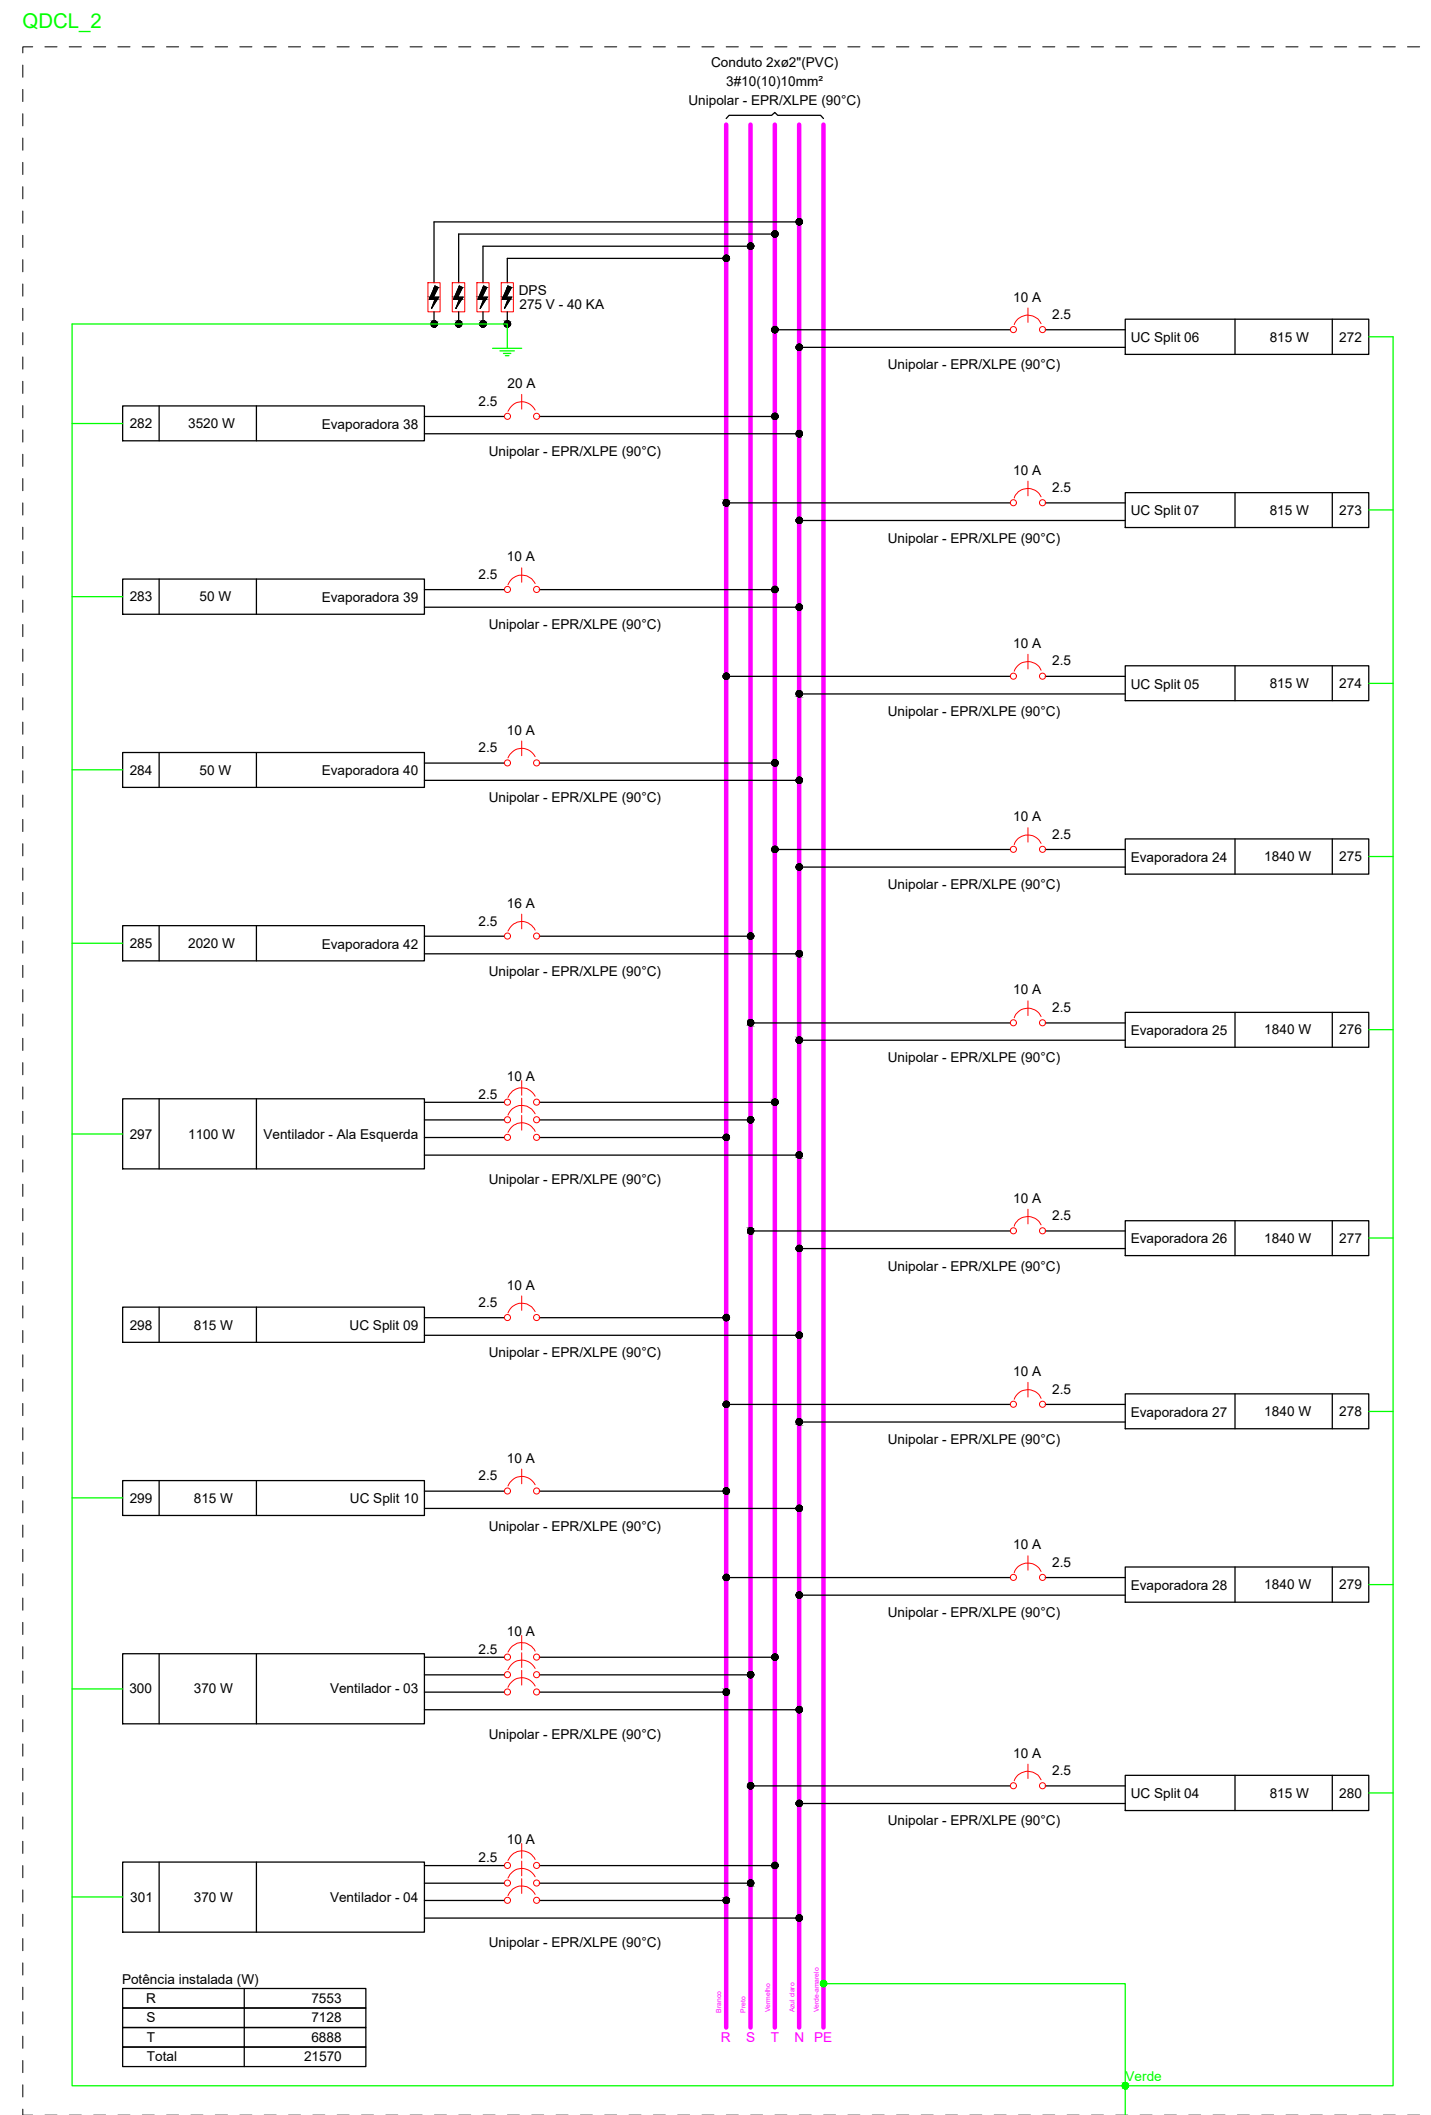 QDCL_2
Conduto 2xø2"(PVC)
3#10(10)10mm²
Unipolar - EPR/XLPE (90°C)
DPS
275 V - 40 KA
10 A
2.5
UC Split 06 815 W 272
Unipolar - EPR/XLPE (90°C)
20 A
2.5
282 3520 W Evaporadora 38
Unipolar - EPR/XLPE (90°C)
10 A
2.5
UC Split 07 815 W 273
Unipolar - EPR/XLPE (90°C)
10 A
2.5
283 50 W Evaporadora 39
Unipolar - EPR/XLPE (90°C)
10 A
2.5
UC Split 05 815 W 274
Unipolar - EPR/XLPE (90°C)
10 A
2.5
284 50 W Evaporadora 40
Unipolar - EPR/XLPE (90°C)
10 A
2.5
Evaporadora 24 1840 W 275
Unipolar - EPR/XLPE (90°C)
16 A
2.5
285 2020 W Evaporadora 42
Unipolar - EPR/XLPE (90°C)
10 A
2.5
Evaporadora 25 1840 W 276
Unipolar - EPR/XLPE (90°C)
10 A
2.5
297 1100 W Ventilador - Ala Esquerda
Unipolar - EPR/XLPE (90°C)
10 A
2.5
Evaporadora 26 1840 W 277
Unipolar - EPR/XLPE (90°C)
10 A
2.5
298 815 W UC Split 09
Unipolar - EPR/XLPE (90°C)
10 A
2.5
Evaporadora 27 1840 W 278
Unipolar - EPR/XLPE (90°C)
10 A
2.5
299 815 W UC Split 10
Unipolar - EPR/XLPE (90°C)
10 A
2.5
Evaporadora 28 1840 W 279
Unipolar - EPR/XLPE (90°C)
10 A
2.5
300 370 W Ventilador - 03
Unipolar - EPR/XLPE (90°C)
10 A
2.5
UC Split 04 815 W 280
Unipolar - EPR/XLPE (90°C)
10 A
2.5
301 370 W Ventilador - 04
Unipolar - EPR/XLPE (90°C)
Potência instalada (W)
R 7553
S 7128
T 6888
Total 21570
Branco
Preto
Vermelho
Azul claro
Verde-amarelo
R S T N PE
Verde